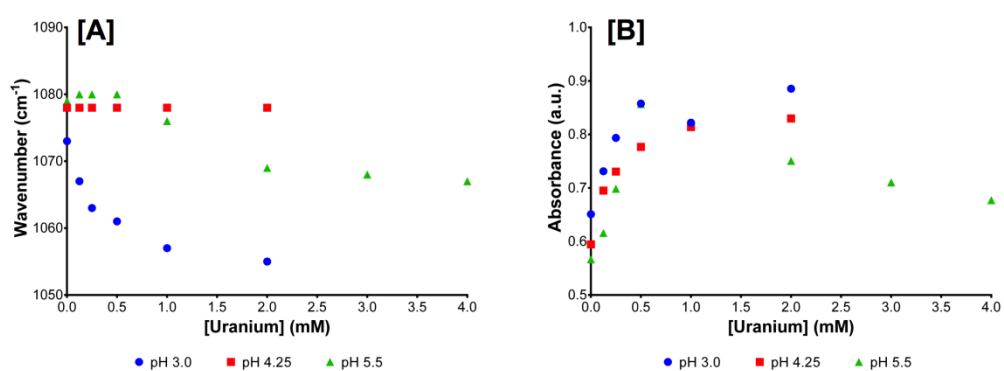 [A]
1090
1080
1070
1060
1050
Wavenumber (cm⁻¹)
0.0 0.5 1.0 1.5 2.0 2.5 3.0 3.5 4.0
[Uranium] (mM)
pH 3.0 pH 4.25 pH 5.5
[B]
1.0
0.9
0.8
0.7
0.6
0.5
Absorbance (a.u.)
0.0 0.5 1.0 1.5 2.0 2.5 3.0 3.5 4.0
[Uranium] (mM)
pH 3.0 pH 4.25 pH 5.5